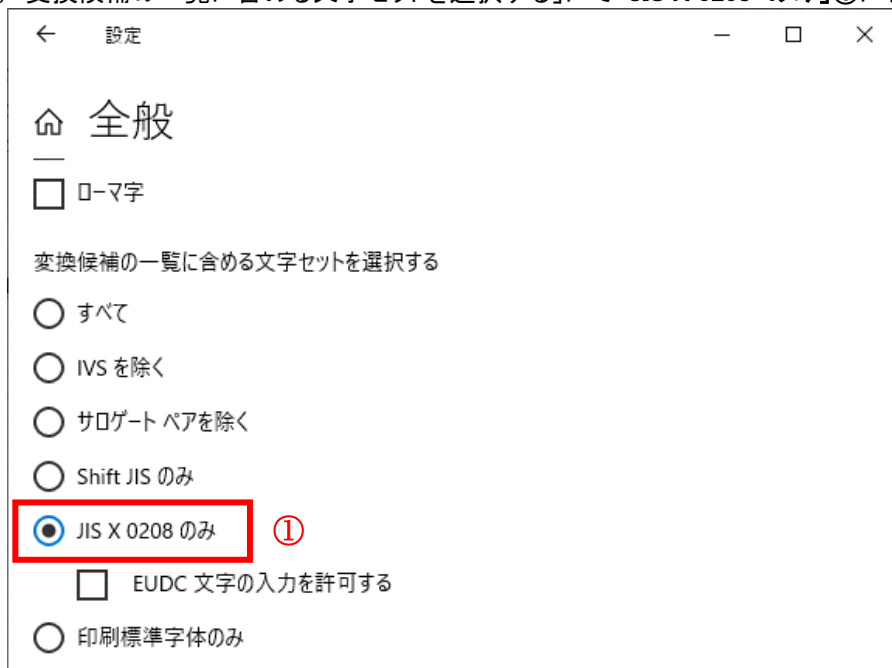 設定
全般
ローマ字
変換候補の一覧に含める文字セットを選択する
すべて
IVS を除く
サロゲート ペアを除く
Shift JIS のみ
JIS X 0208 のみ ①
EUDC 文字の入力を許可する
印刷標準字体のみ